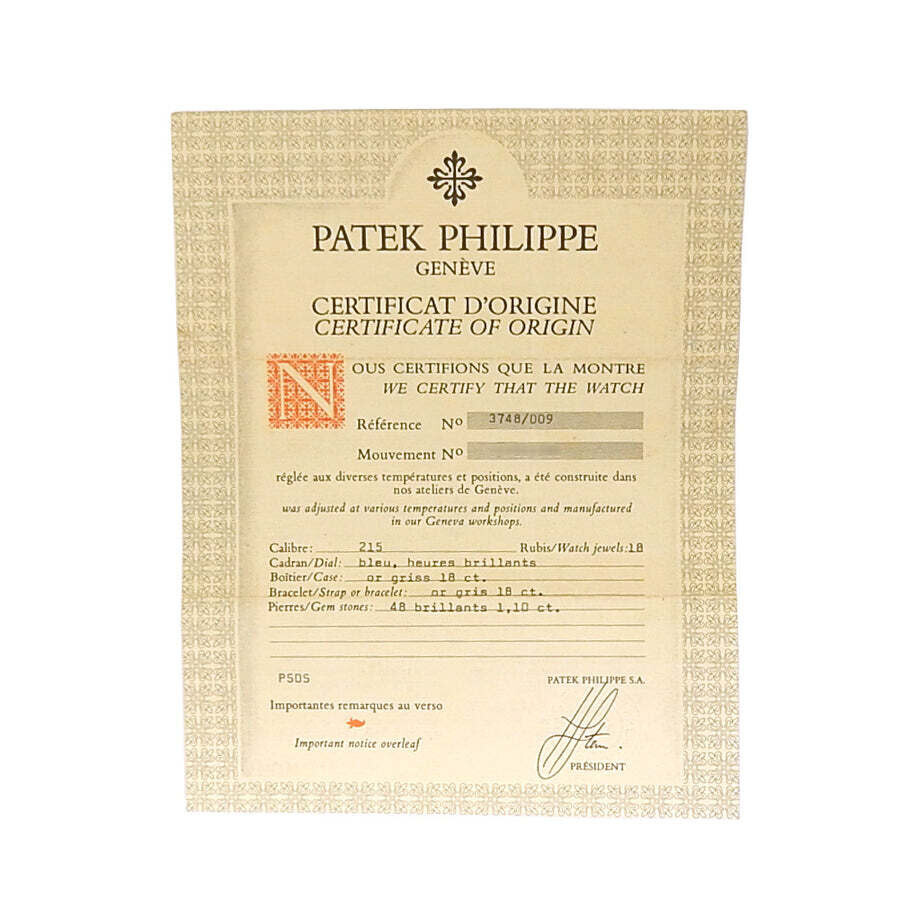 PATEK PHILIPPE
GENÈVE
CERTIFICAT D'ORIGINE
CERTIFICATE OF ORIGIN
NOUS CERTIFIONS QUE LA MONTRE
WE CERTIFY THAT THE WATCH
Référence Nº 3748/009
Mouvement Nº
réglée aux diverses températures et positions, a été construite dans
nos ateliers de Genève.
was adjusted at various temperatures and positions and manufactured
in our Geneva workshops.
Calibre: 215 Rubis/Watch jewels: 18
Cadran/Dial: bleu, heures brillants
Boîtier/Case: or griss 18 ct.
Bracelet/Strap or bracelet: or gris 18 ct.
Pierres/Gem stones: 48 brillants 1,10 ct.
PSDS PATEK PHILIPPE S.A.
Importantes remarques au verso
Important notice overleaf
PRÉSIDENT